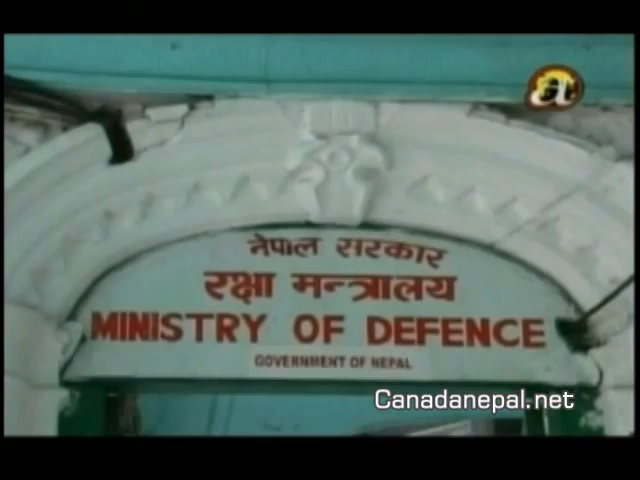 नेपाल सरकार
रक्षा मन्त्रालय
MINISTRY OF DEFENCE
GOVERNMENT OF NEPAL
Canadanepal.net